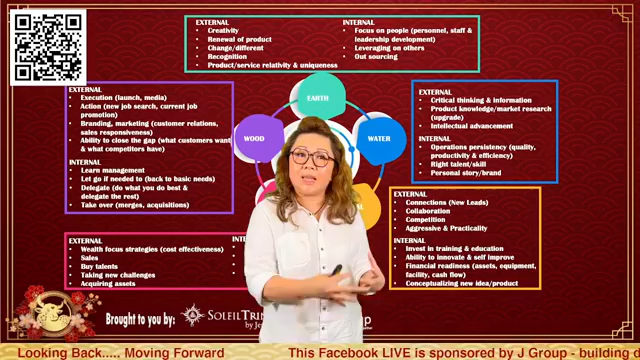 EXTERNAL
• Creativity
• Renewal of product
• Change/different
• Recognition
• Product/service relativity & uniqueness
INTERNAL
• Focus on people (personnel, staff &
leadership development)
• Leveraging on others
• Out sourcing
EARTH
WOOD
WATER
EXTERNAL
• Execution (launch, media)
• Action (new job search, current job
promotion)
• Branding, marketing (customer relations,
sales responsiveness)
• Ability to close the gap (what customers want
& what competitors have)
INTERNAL
• Learn management
• Let go if needed to (back to basic needs)
• Delegate (do what you do best &
delegate the rest)
• Take over (merges, acquisitions)
EXTERNAL
• Critical thinking & information
• Product knowledge/market research
(upgrade)
• Intellectual advancement
INTERNAL
• Operations persistency (quality,
productivity & efficiency)
• Right talent/skill
• Personal story/brand
EXTERNAL
• Connections (New Leads)
• Collaboration
• Competition
• Aggressive & Practicality
INTERNAL
• Invest in training & education
• Ability to innovate & self improve
• Financial readiness (assets, equipment,
facility, cash flow)
• Conceptualizing new idea/product
EXTERNAL
• Wealth focus strategies (cost effectiveness)
• Sales
• Buy talents
• Taking new challenges
• Acquiring assets
Brought to you by:
Looking Back..... Moving Forward
This Facebook LIVE is sponsored by J Group - building